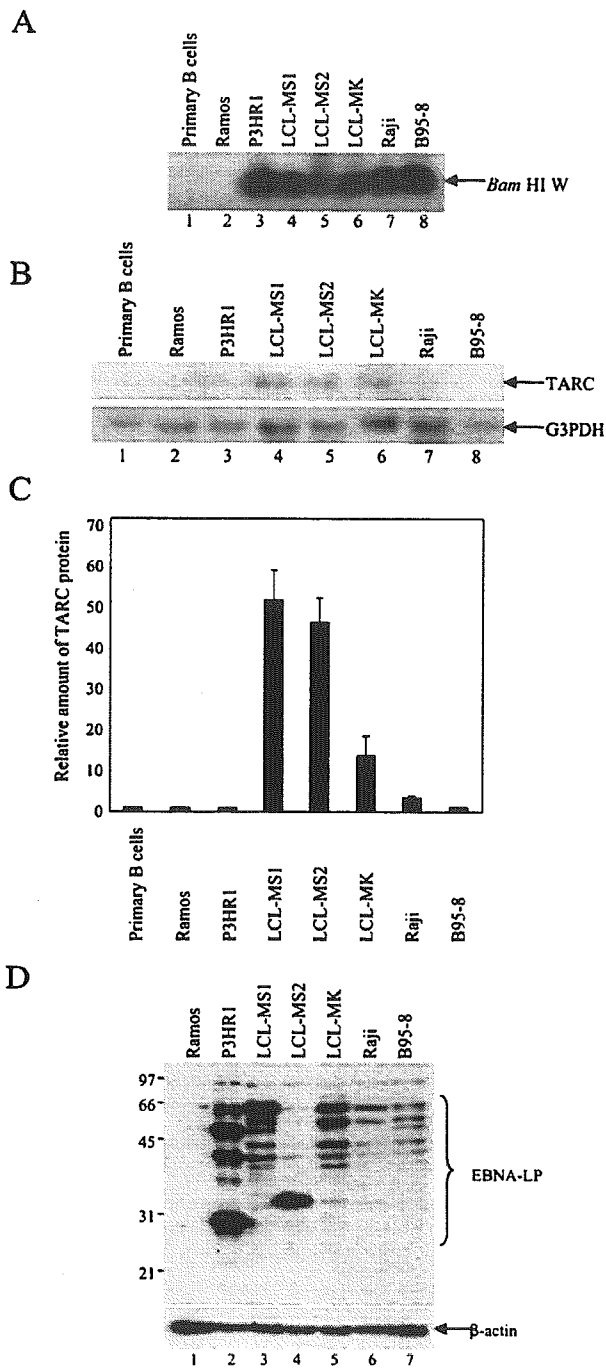 A
Primary B cells
Ramos
P3HR1
LCL-MS1
LCL-MS2
LCL-MK
Raji
B95-8
Bam HI W
1 2 3 4 5 6 7 8
B
Primary B cells
Ramos
P3HR1
LCL-MS1
LCL-MS2
LCL-MK
Raji
B95-8
TARC
G3PDH
1 2 3 4 5 6 7 8
C
Relative amount of TARC protein
70
60
50
40
30
20
10
0
Primary B cells
Ramos
P3HR1
LCL-MS1
LCL-MS2
LCL-MK
Raji
B95-8
D
Ramos
P3HR1
LCL-MS1
LCL-MS2
LCL-MK
Raji
B95-8
97
66
45
31
21
EBNA-LP
β-actin
1 2 3 4 5 6 7